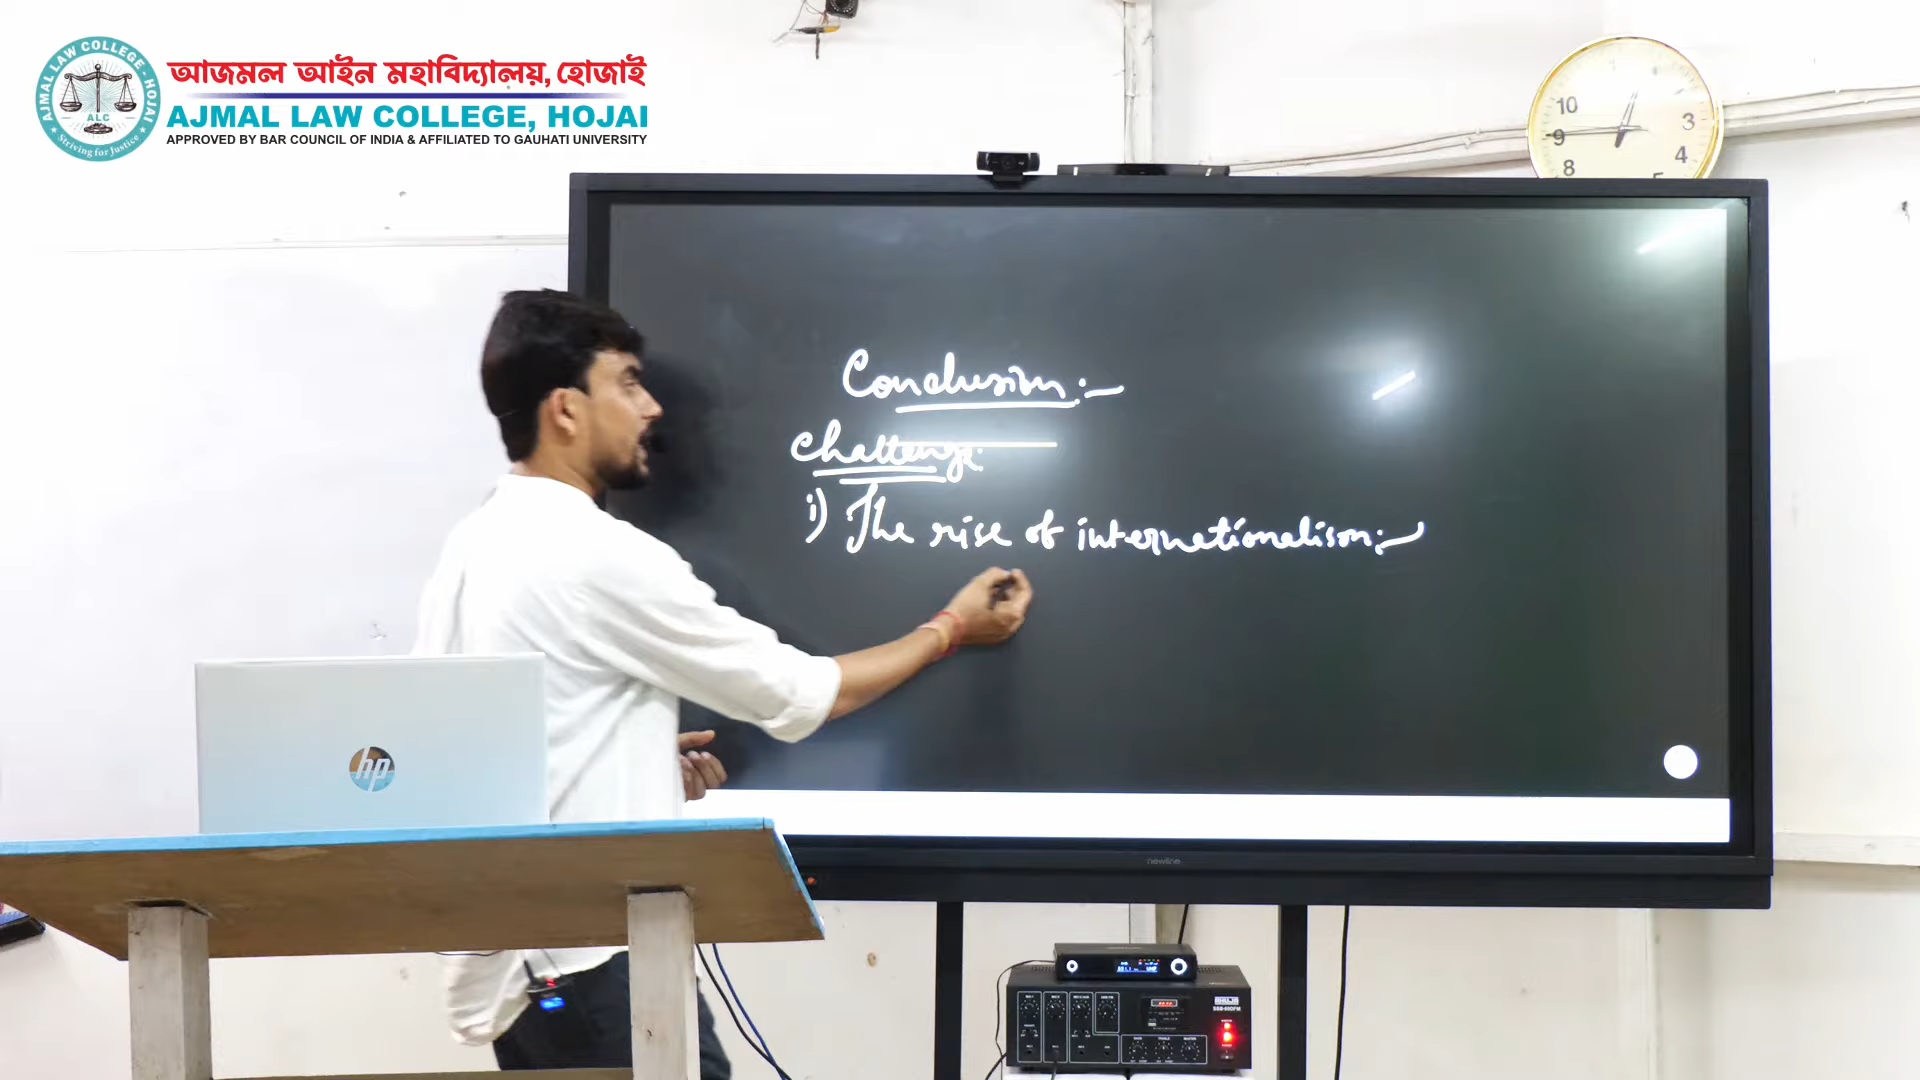 আজমল আইন মহাবিদ্যালয়, হোজাই
AJMAL LAW COLLEGE, HOJAI
APPROVED BY BAR COUNCIL OF INDIA & AFFILIATED TO GAUHATI UNIVERSITY
AJMAL LAW COLLEGE - HOJAI
ALC
Striving for Justice
10
9
8
3
4
Conclusion:-
Challenge:
i) The rise of internationalism:-
hp
newline
AHUJA